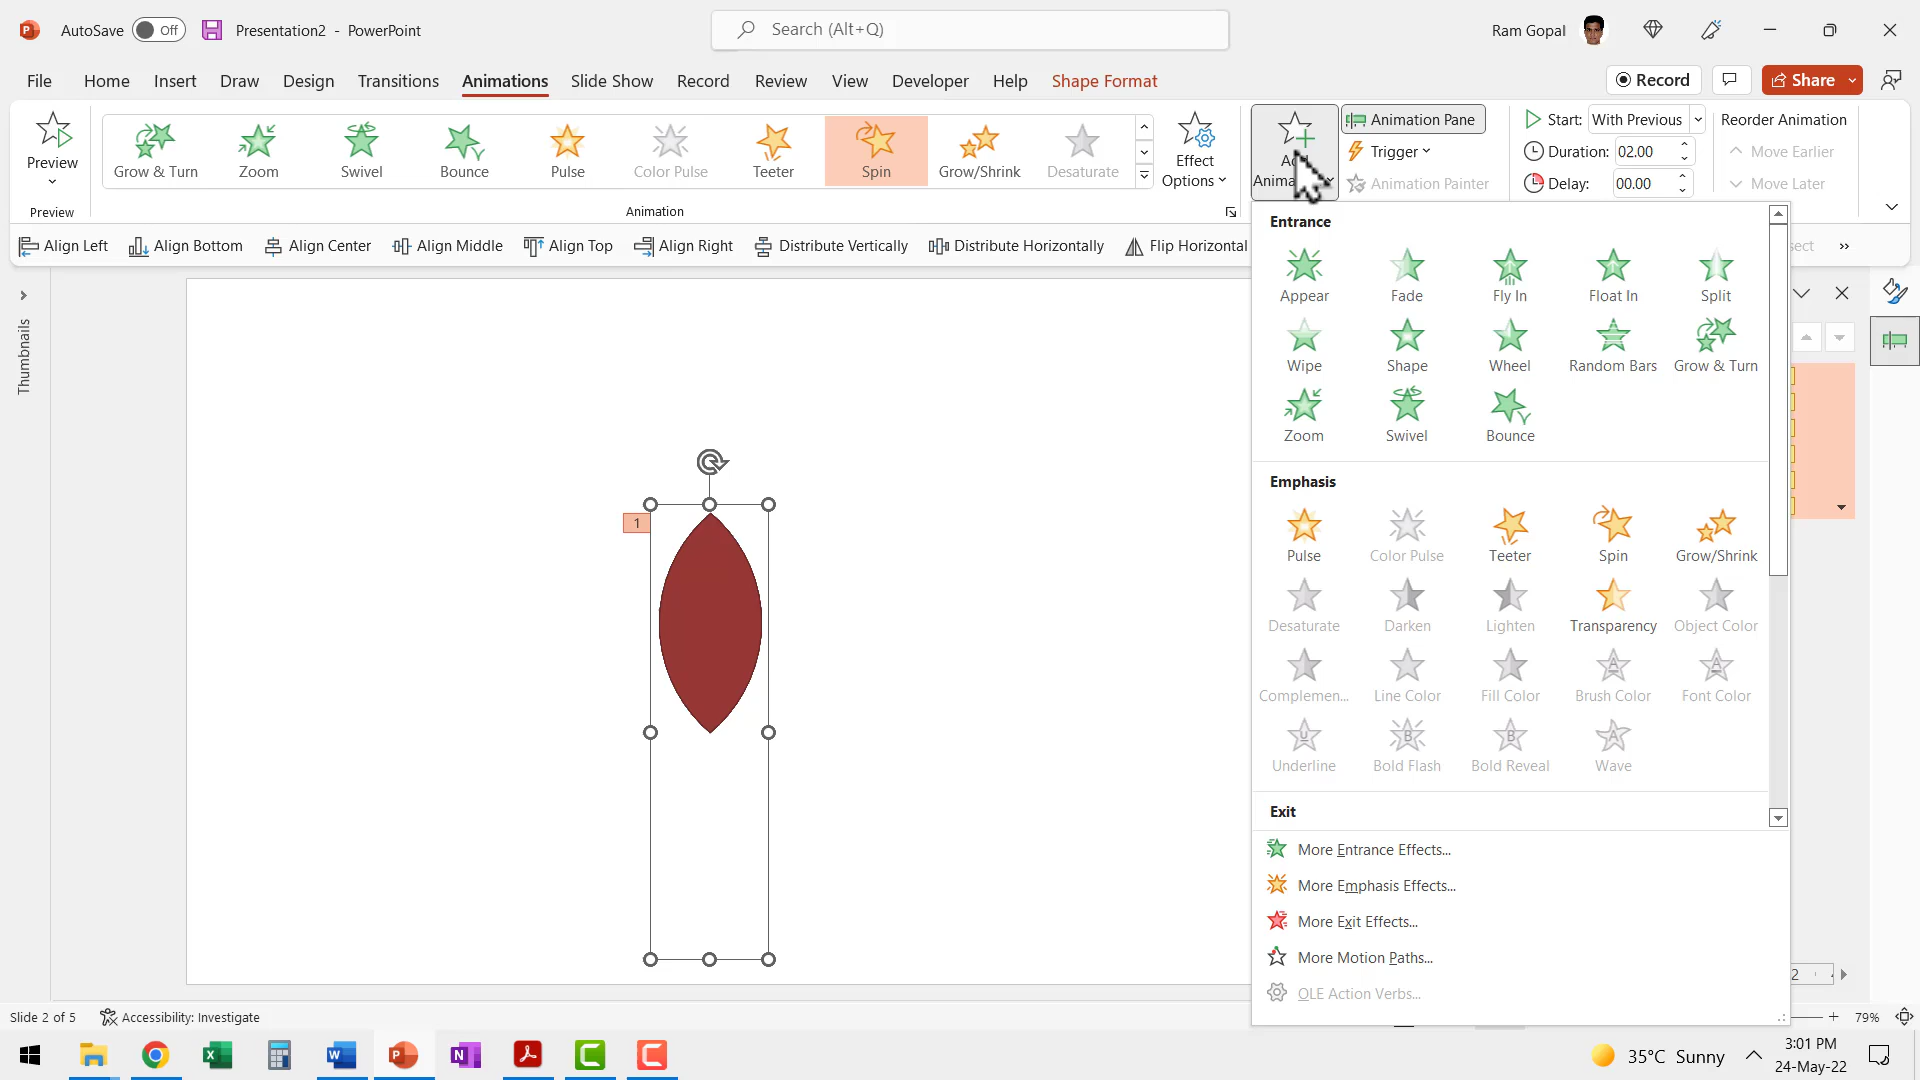 AutoSave Off Presentation2 - PowerPoint Search (Alt+Q) Ram Gopal
File Home Insert Draw Design Transitions Animations Slide Show Record Review View Developer Help Shape Format Record Share
Preview Grow & Turn Zoom Swivel Bounce Pulse Color Pulse Teeter Spin Grow/Shrink Desaturate Effect Options
Animation Pane Start: With Previous Reorder Animation
Trigger Duration: 02.00 Move Earlier
Animation Painter Delay: 00.00 Move Later
Preview Animation
Align Left Align Bottom Align Center Align Middle Align Top Align Right Distribute Vertically Distribute Horizontally Flip Horizontal
Thumbnails
1
Entrance
Appear Fade Fly In Float In Split
Wipe Shape Wheel Random Bars Grow & Turn
Zoom Swivel Bounce
Emphasis
Pulse Color Pulse Teeter Spin Grow/Shrink
Desaturate Darken Lighten Transparency Object Color
Complemen... Line Color Fill Color Brush Color Font Color
Underline Bold Flash Bold Reveal Wave
Exit
More Entrance Effects...
More Emphasis Effects...
More Exit Effects...
More Motion Paths...
OLE Action Verbs...
2
Slide 2 of 5 Accessibility: Investigate 79%
35°C Sunny 3:01 PM
24-May-22